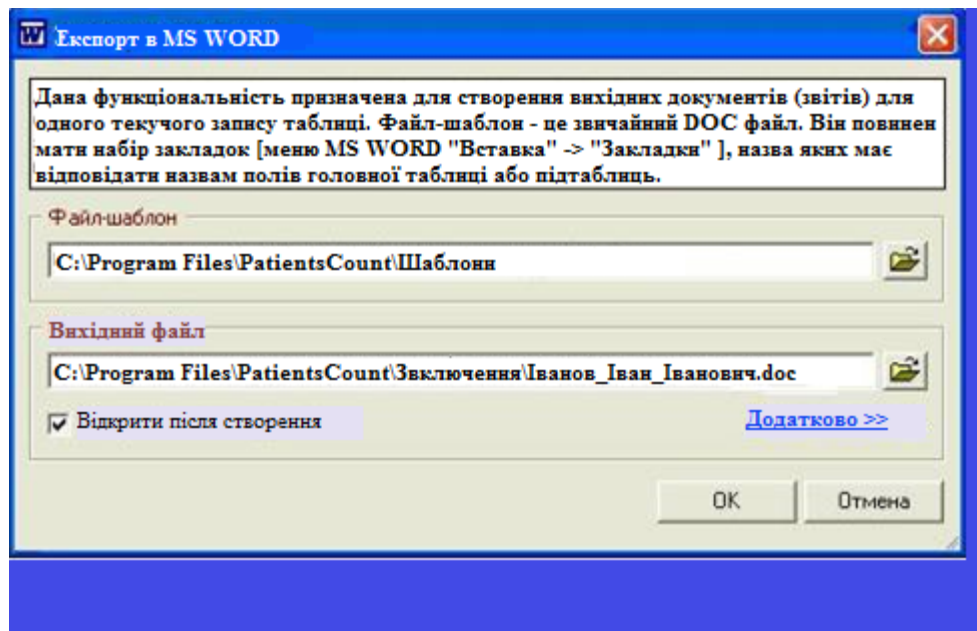 Експорт в MS WORD
Дана функціональність призначена для створення вихідних документів (звітів) для
одного текучого запису таблиці. Файл-шаблон - це звичайний DOC файл. Він повинен
мати набір закладок [меню MS WORD "Вставка" -> "Закладки" ], назва яких має
відповідати назвам полів головної таблиці або підтаблиць.
Файл-шаблон
C:\Program Files\PatientsCount\Шаблони
Вихідний файл
C:\Program Files\PatientsCount\Звключення\Іванов_Іван_Іванович.doc
Відкрити після створення
Додатково >>
OK
Отмена